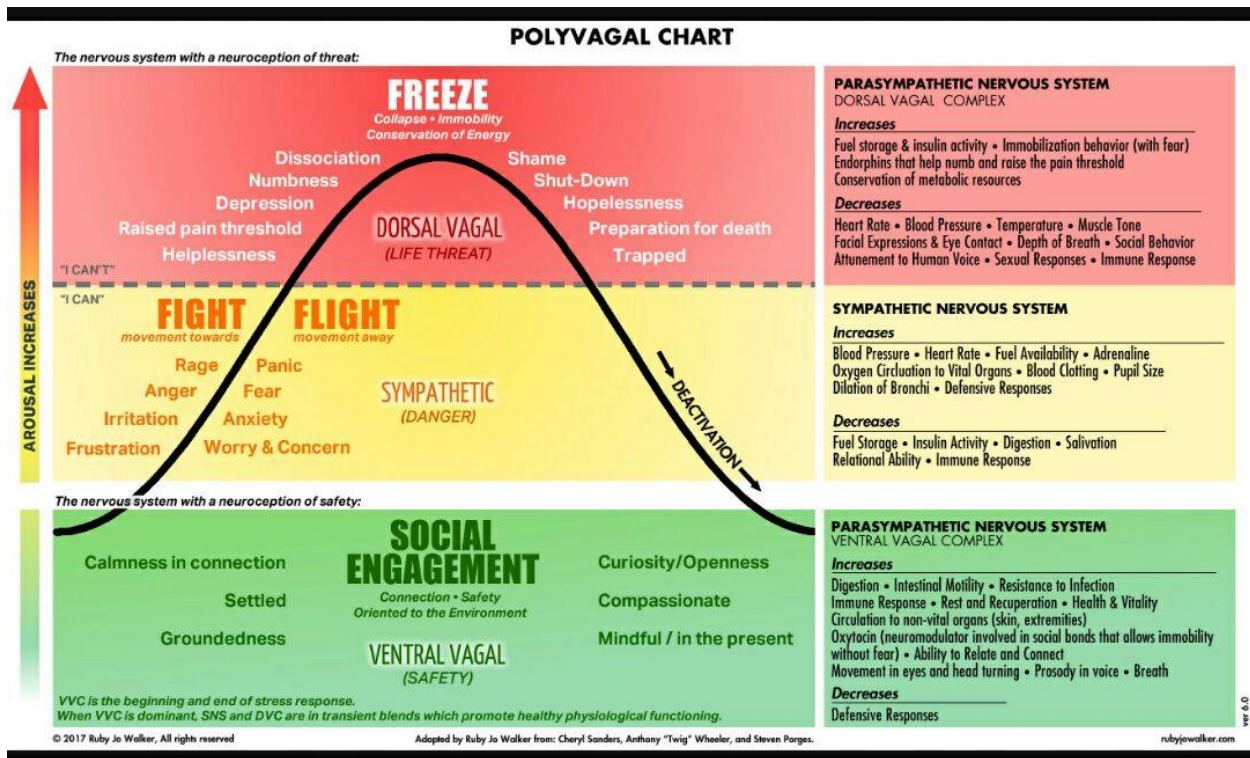 POLYVAGAL CHART
The nervous system with a neuroception of threat:
AROUSAL INCREASES
FREEZE
Collapse • Immobility
Conservation of Energy
Dissociation
Numbness
Depression
Raised pain threshold
Helplessness
Shame
Shut-Down
Hopelessness
Preparation for death
Trapped
DORSAL VAGAL
(LIFE THREAT)
"I CAN'T"
"I CAN"
FIGHT
movement towards
FLIGHT
movement away
Rage
Anger
Irritation
Frustration
Panic
Fear
Anxiety
Worry & Concern
SYMPATHETIC
(DANGER)
DEACTIVATION
The nervous system with a neuroception of safety:
SOCIAL
ENGAGEMENT
Connection • Safety
Oriented to the Environment
Calmness in connection
Settled
Groundedness
Curiosity/Openness
Compassionate
Mindful / in the present
VENTRAL VAGAL
(SAFETY)
VVC is the beginning and end of stress response.
When VVC is dominant, SNS and DVC are in transient blends which promote healthy physiological functioning.
PARASYMPATHETIC NERVOUS SYSTEM
DORSAL VAGAL COMPLEX
Increases
Fuel storage & insulin activity • Immobilization behavior (with fear)
Endorphins that help numb and raise the pain threshold
Conservation of metabolic resources
Decreases
Heart Rate • Blood Pressure • Temperature • Muscle Tone
Facial Expressions & Eye Contact • Depth of Breath • Social Behavior
Attunement to Human Voice • Sexual Responses • Immune Response
SYMPATHETIC NERVOUS SYSTEM
Increases
Blood Pressure • Heart Rate • Fuel Availability • Adrenaline
Oxygen Circluation to Vital Organs • Blood Clotting • Pupil Size
Dilation of Bronchi • Defensive Responses
Decreases
Fuel Storage • Insulin Activity • Digestion • Salivation
Relational Ability • Immune Response
PARASYMPATHETIC NERVOUS SYSTEM
VENTRAL VAGAL COMPLEX
Increases
Digestion • Intestinal Motility • Resistance to Infection
Immune Response • Rest and Recuperation • Health & Vitality
Circulation to non-vital organs (skin, extremities)
Oxytocin (neuromodulator involved in social bonds that allows immobility
without fear) • Ability to Relate and Connect
Movement in eyes and head turning • Prosody in voice • Breath
Decreases
Defensive Responses
ver 6.0
© 2017 Ruby Jo Walker, All rights reserved
Adapted by Ruby Jo Walker from: Cheryl Sanders, Anthony "Twig" Wheeler, and Steven Porges.
rubyjowalker.com